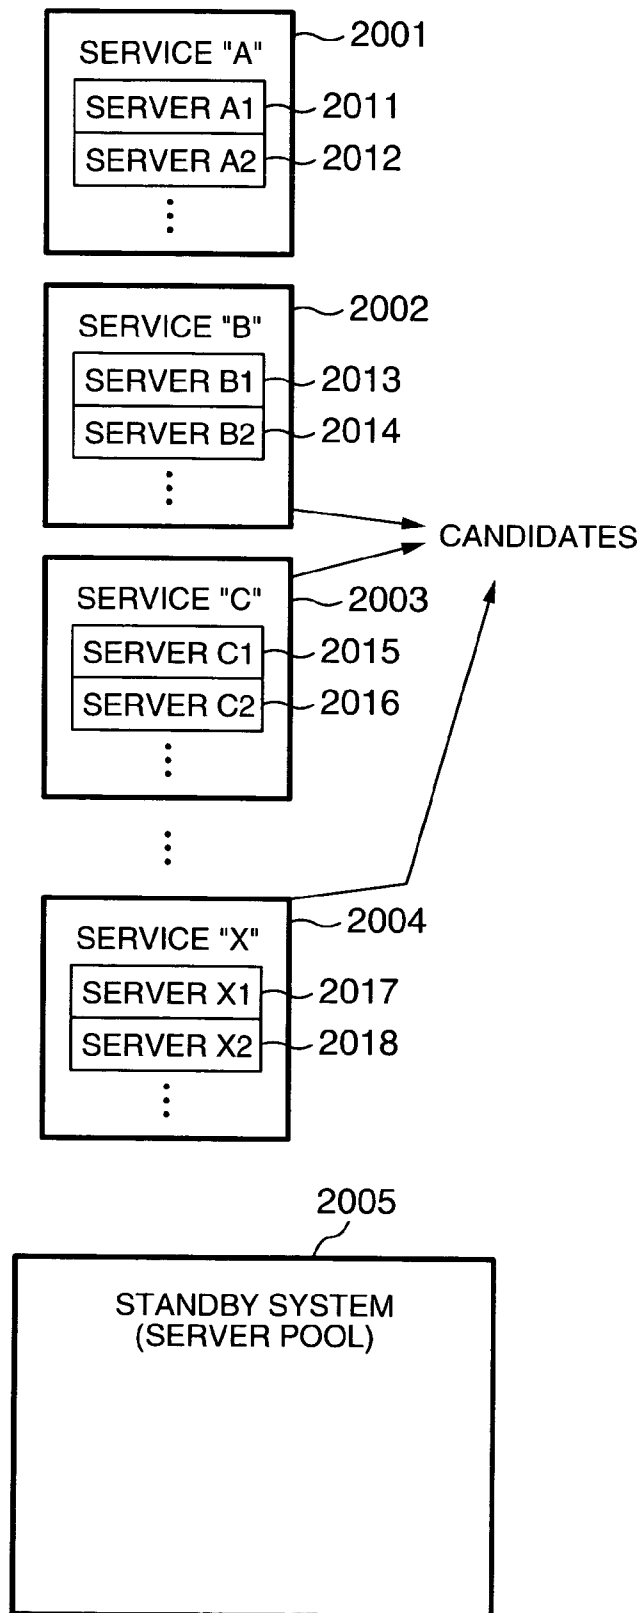 2001
SERVICE "A"
SERVER A1 2011
SERVER A2 2012
2002
SERVICE "B"
SERVER B1 2013
SERVER B2 2014
CANDIDATES
SERVICE "C" 2003
SERVER C1 2015
SERVER C2 2016
2004
SERVICE "X"
SERVER X1 2017
SERVER X2 2018
2005
STANDBY SYSTEM
(SERVER POOL)